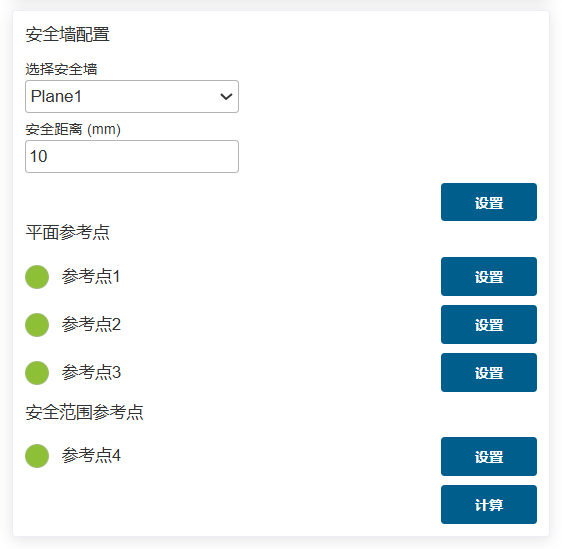 安全墙配置
选择安全墙
Plane1
安全距离 (mm)
10
设置
平面参考点
参考点1 设置
参考点2 设置
参考点3 设置
安全范围参考点
参考点4 设置
计算